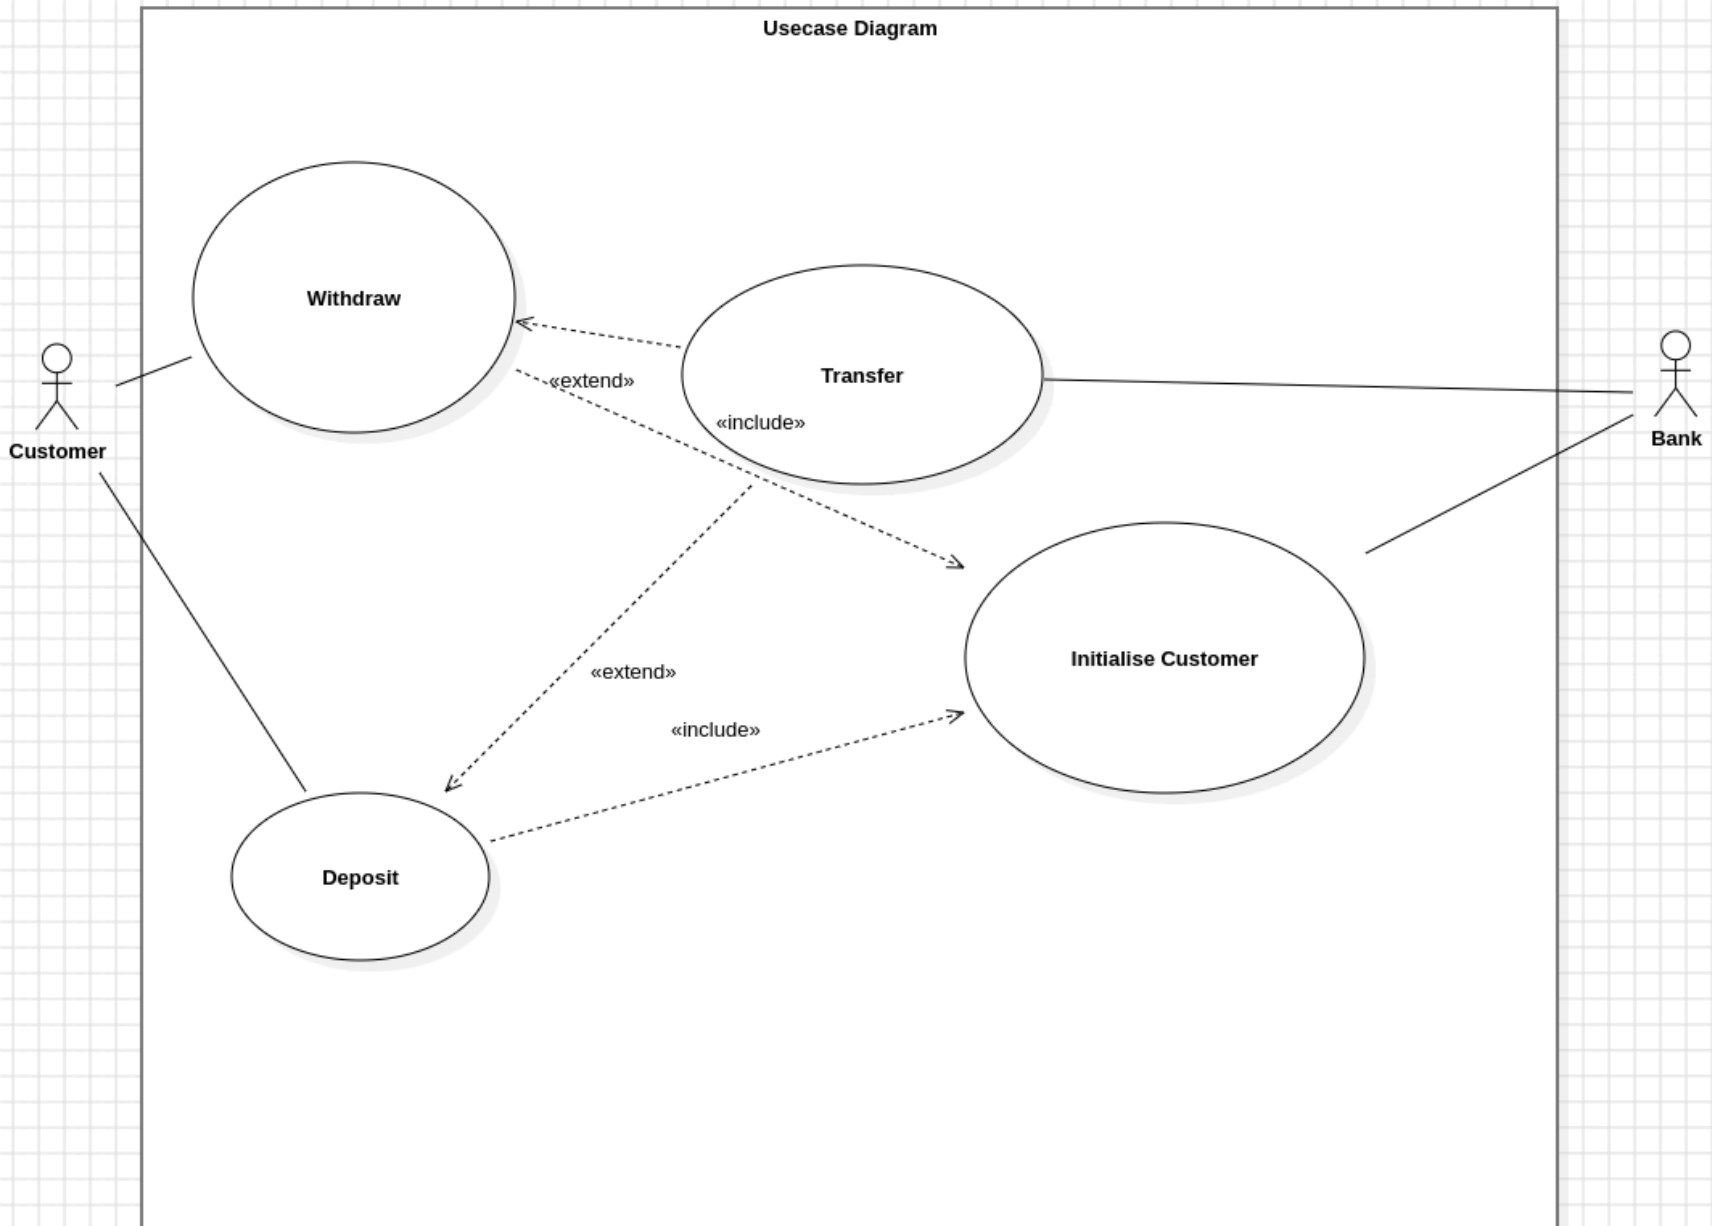 Usecase Diagram
Withdraw
Transfer
«extend»
«include»
Customer
Bank
Initialise Customer
«extend»
«include»
Deposit